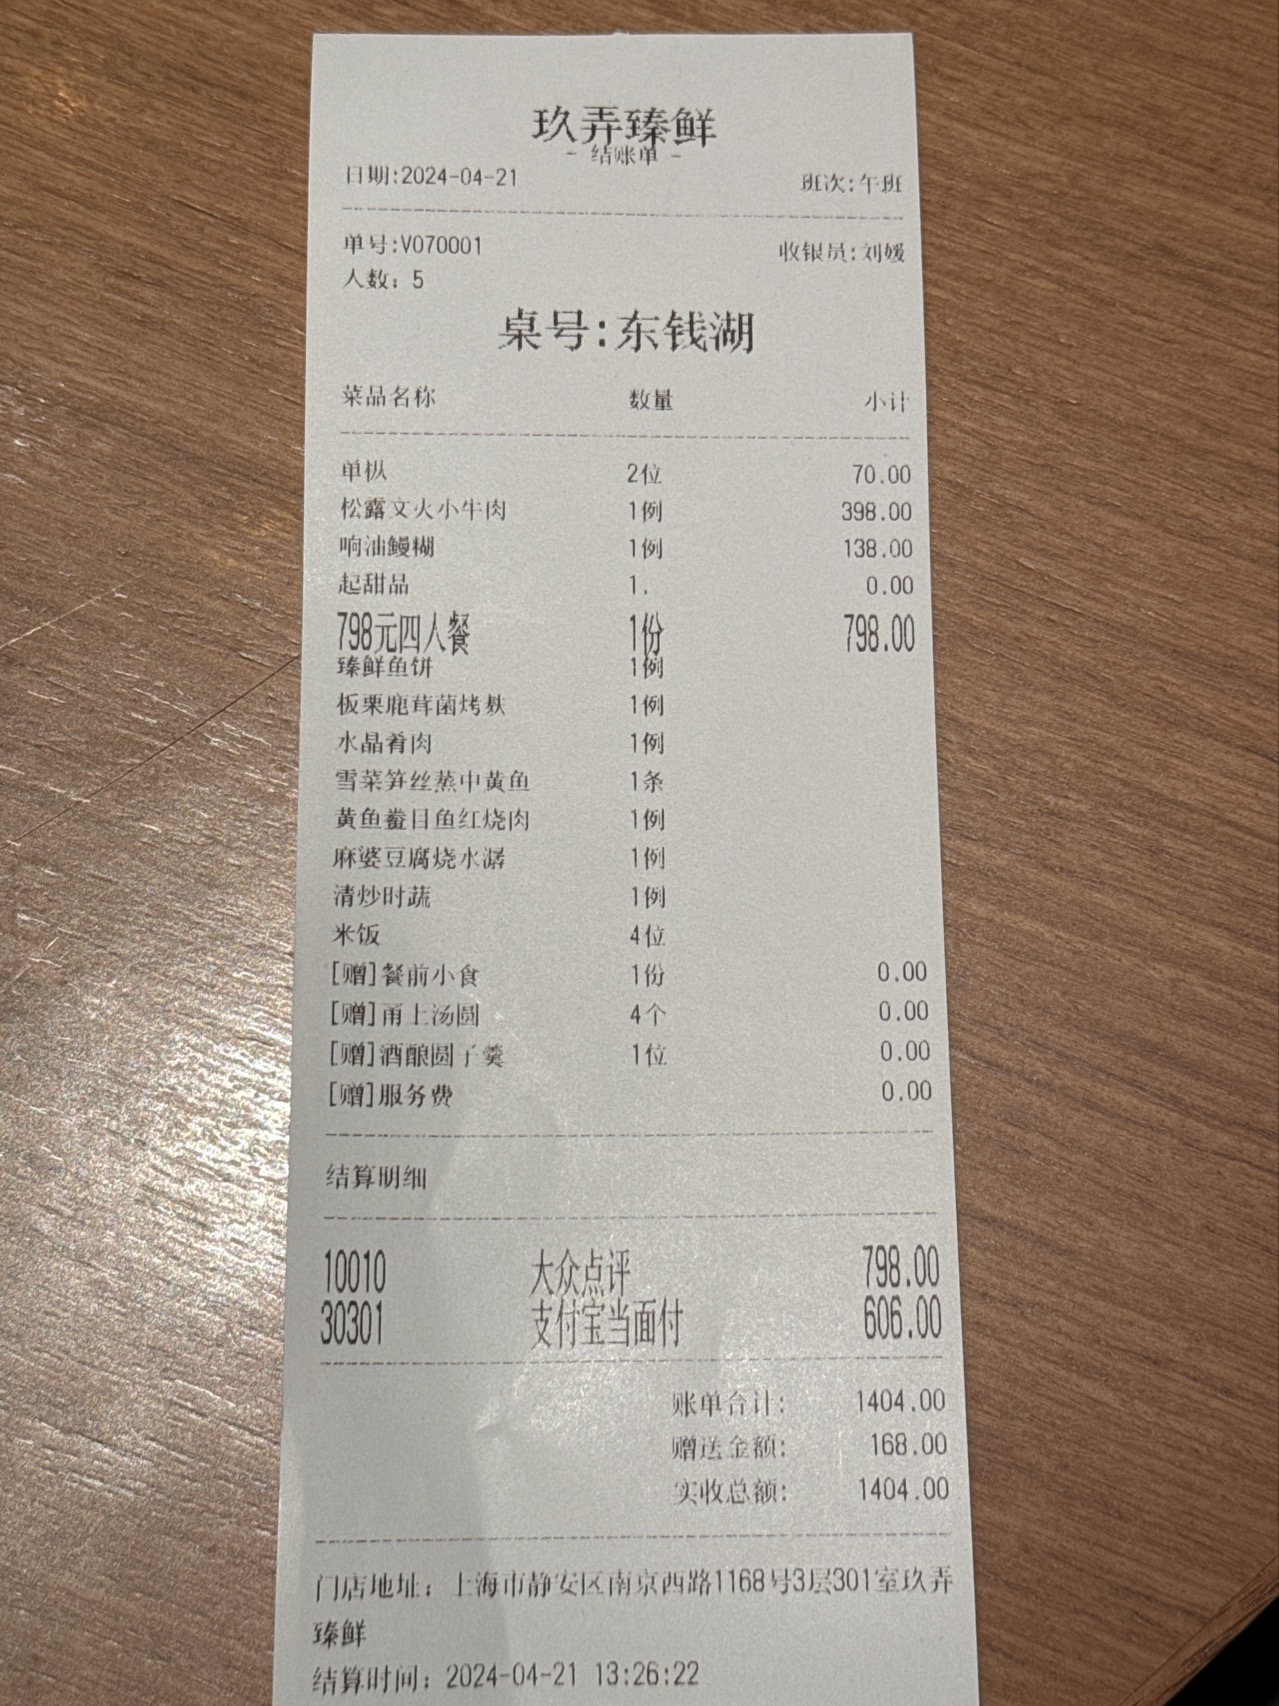 玖弄臻鲜
- 结账单 -
日期:2024-04-21 班次:午班
单号:V070001 收银员:刘媛
人数: 5
桌号:东钱湖
菜品名称 数量 小计
单枞 2位 70.00
松露文火小牛肉 1例 398.00
响油鳗糊 1例 138.00
起甜品 1. 0.00
798元四人餐 1份 798.00
臻鲜鱼饼 1例
板栗鹿茸菌烤麸 1例
水晶肴肉 1例
雪菜笋丝蒸中黄鱼 1条
黄鱼鲞目鱼红烧肉 1例
麻婆豆腐烧水潺 1例
清炒时蔬 1例
米饭 4位
[赠]餐前小食 1份 0.00
[赠]甬上汤圆 4个 0.00
[赠]酒酿圆子羹 1位 0.00
[赠]服务费 0.00
结算明细
10010 大众点评 798.00
30301 支付宝当面付 606.00
账单合计: 1404.00
赠送金额: 168.00
实收总额: 1404.00
门店地址: 上海市静安区南京西路1168号3层301室玖弄
臻鲜
结算时间: 2024-04-21 13:26:22